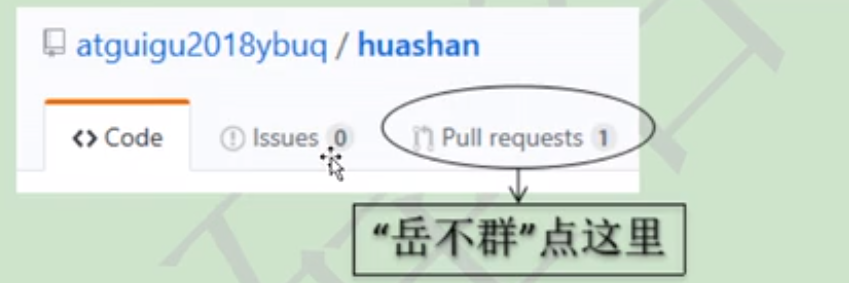 atguigu2018ybuq / huashan
<> Code Issues 0 Pull requests 1
“岳不群”点这里